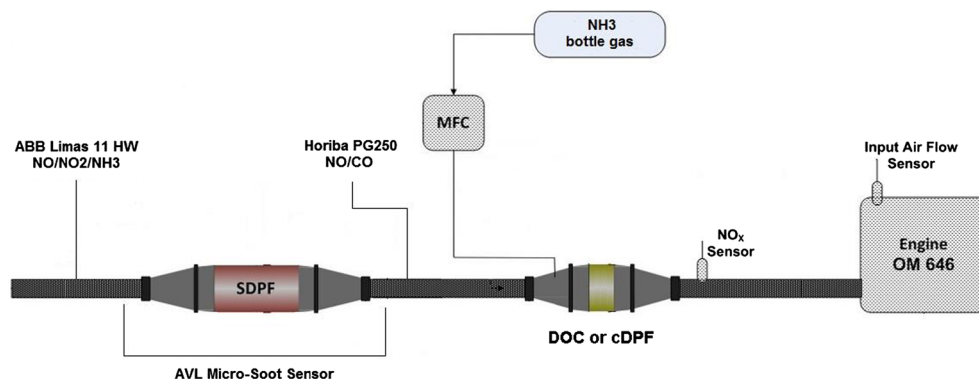 NH3
bottle gas
MFC
ABB Limas 11 HW
NO/NO2/NH3
Horiba PG250
NO/CO
Input Air Flow
Sensor
NOX
Sensor
Engine
OM 646
SDPF
DOC or cDPF
AVL Micro-Soot Sensor